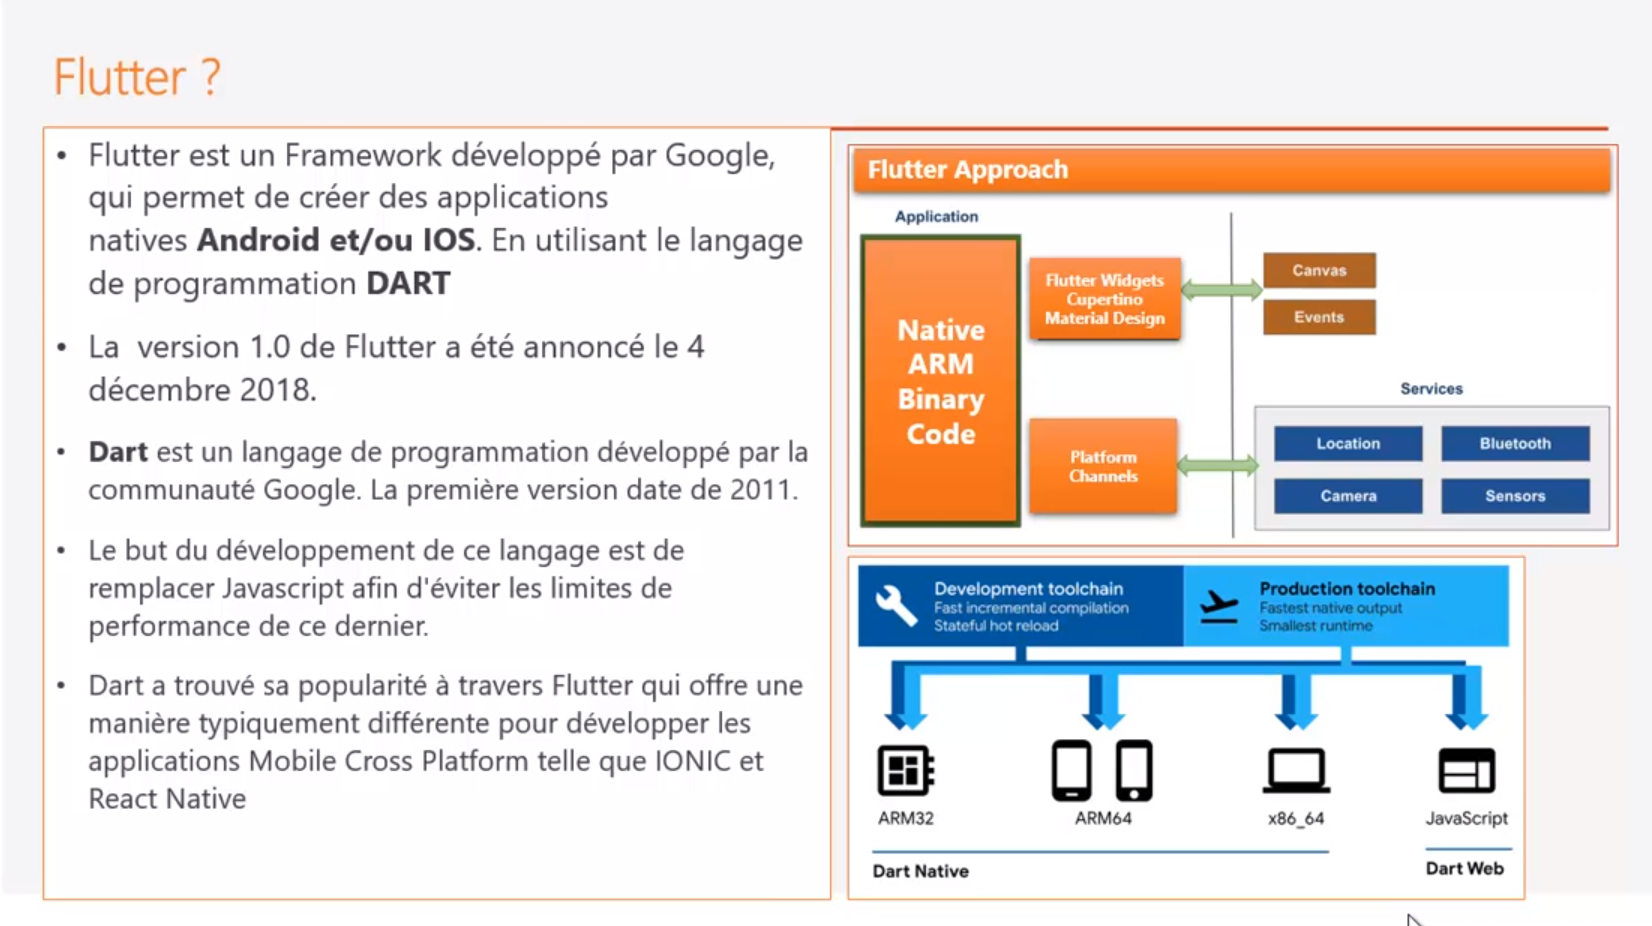 Flutter ?
• Flutter est un Framework développé par Google,
qui permet de créer des applications
natives Android et/ou IOS. En utilisant le langage
de programmation DART
• La  version 1.0 de Flutter a été annoncé le 4
décembre 2018.
• Dart est un langage de programmation développé par la
communauté Google. La première version date de 2011.
• Le but du développement de ce langage est de
remplacer Javascript afin d'éviter les limites de
performance de ce dernier.
• Dart a trouvé sa popularité à travers Flutter qui offre une
manière typiquement différente pour développer les
applications Mobile Cross Platform telle que IONIC et
React Native
Flutter Approach
Application
Native
ARM
Binary
Code
Flutter Widgets
Cupertino
Material Design
Canvas
Events
Platform
Channels
Services
Location
Bluetooth
Camera
Sensors
Development toolchain
Fast incremental compilation
Stateful hot reload
Production toolchain
Fastest native output
Smallest runtime
ARM32
ARM64
x86_64
JavaScript
Dart Native
Dart Web